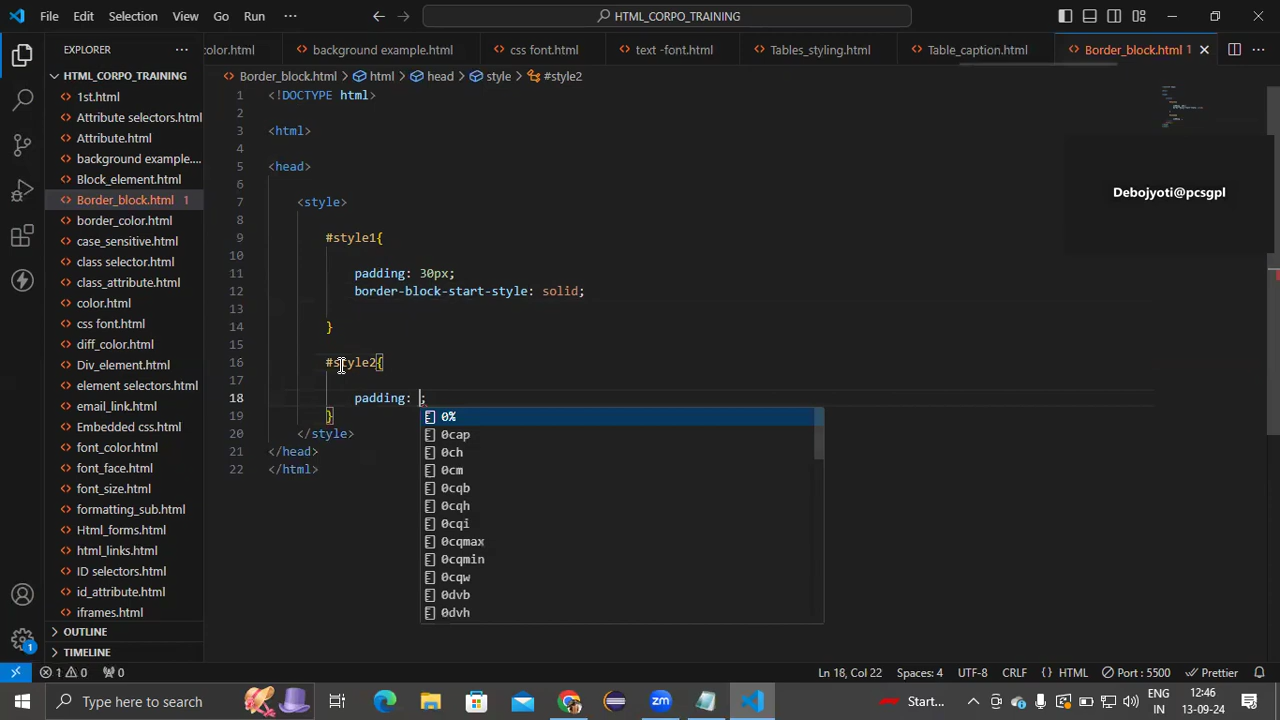 File Edit Selection View Go Run ··· HTML_CORPO_TRAINING
EXPLORER ···
color.html background example.html css font.html text -font.html Tables_styling.html Table_caption.html Border_block.html 1
Border_block.html > html > head > style > #style2
HTML_CORPO_TRAINING
1st.html
Attribute selectors.html
Attribute.html
background example....
Block_element.html
Border_block.html 1
border_color.html
case_sensitive.html
class selector.html
class_attribute.html
color.html
css font.html
diff_color.html
Div_element.html
element selectors.html
email_link.html
Embedded css.html
font_color.html
font_face.html
font_size.html
formatting_sub.html
Html_forms.html
html_links.html
ID selectors.html
id_attribute.html
iframes.html
OUTLINE
TIMELINE
1 <!DOCTYPE html>
2
3 <html>
4
5 <head>
6
7 <style>
8
9 #style1{
10
11 padding: 30px;
12 border-block-start-style: solid;
13
14 }
15
16 #style2{
17
18 padding: ;
19 }
20 </style>
21 </head>
22 </html>
0%
0cap
0ch
0cm
0cqb
0cqh
0cqi
0cqmax
0cqmin
0cqw
0dvb
0dvh
Debojyoti@pcsgpl
1
1 0 0 Ln 18, Col 22 Spaces: 4 UTF-8 CRLF {} HTML Port : 5500 Prettier
Type here to search
Start...
ENG
IN
12:46
13-09-24